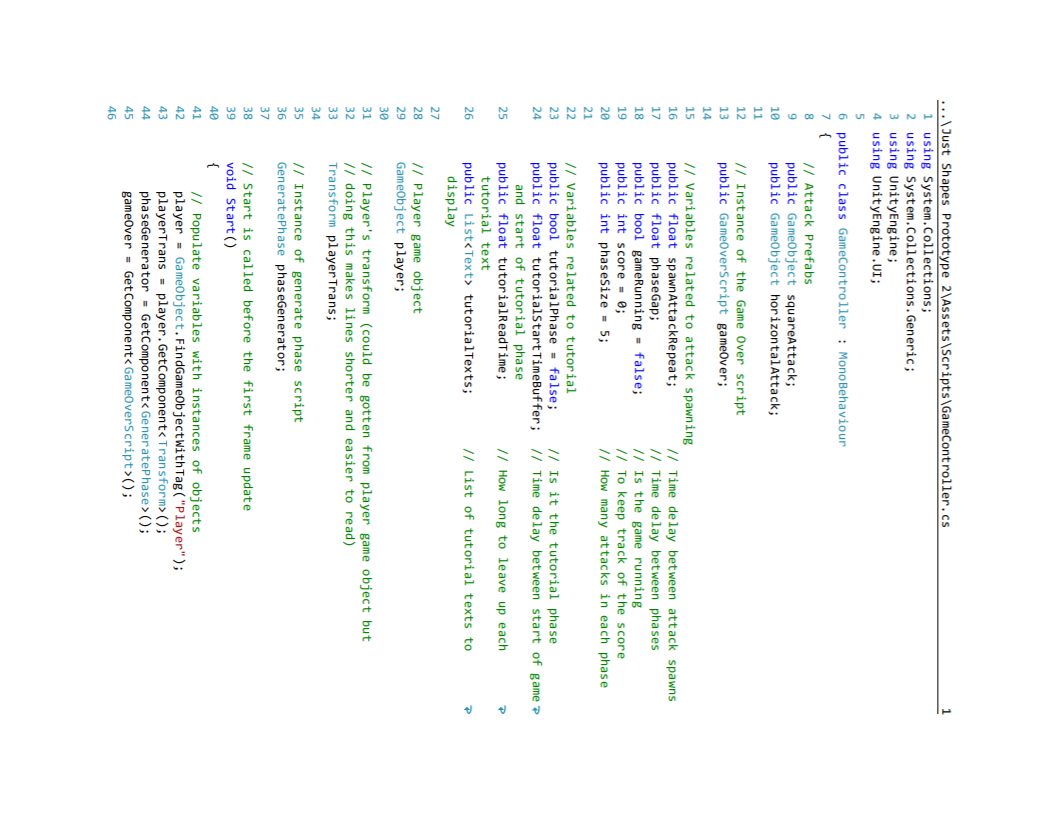 ...\Just Shapes Prototype 2\Assets\Scripts\GameController.cs 1
1 using System.Collections;
2 using System.Collections.Generic;
3 using UnityEngine;
4 using UnityEngine.UI;
5
6 public class GameController : MonoBehaviour
7 {
8 // Attack Prefabs
9 public GameObject squareAttack;
10 public GameObject horizontalAttack;
11
12 // Instance of the Game Over script
13 public GameOverScript gameOver;
14
15 // Variables related to attack spawning
16 public float spawnAttackRepeat; // Time delay between attack spawns
17 public float phaseGap; // Time delay between phases
18 public bool gameRunning = false; // Is the game running
19 public int score = 0; // To keep track of the score
20 public int phaseSize = 5; // How many attacks in each phase
21
22 // Variables related to tutorial
23 public bool tutorialPhase = false; // Is it the tutorial phase
24 public float tutorialStartTimeBuffer; // Time delay between start of game
and start of tutorial phase
25 public float tutorialReadTime; // How long to leave up each
tutorial text
26 public List<Text> tutorialTexts; // List of tutorial texts to
display
27
28 // Player game object
29 GameObject player;
30
31 // Player's transform (could be gotten from player game object but
32 // doing this makes lines shorter and easier to read)
33 Transform playerTrans;
34
35 // Instance of generate phase script
36 GeneratePhase phaseGenerator;
37
38 // Start is called before the first frame update
39 void Start()
40 {
41 // Populate variables with instances of objects
42 player = GameObject.FindGameObjectWithTag("Player");
43 playerTrans = player.GetComponent<Transform>();
44 phaseGenerator = GetComponent<GeneratePhase>();
45 gameOver = GetComponent<GameOverScript>();
46